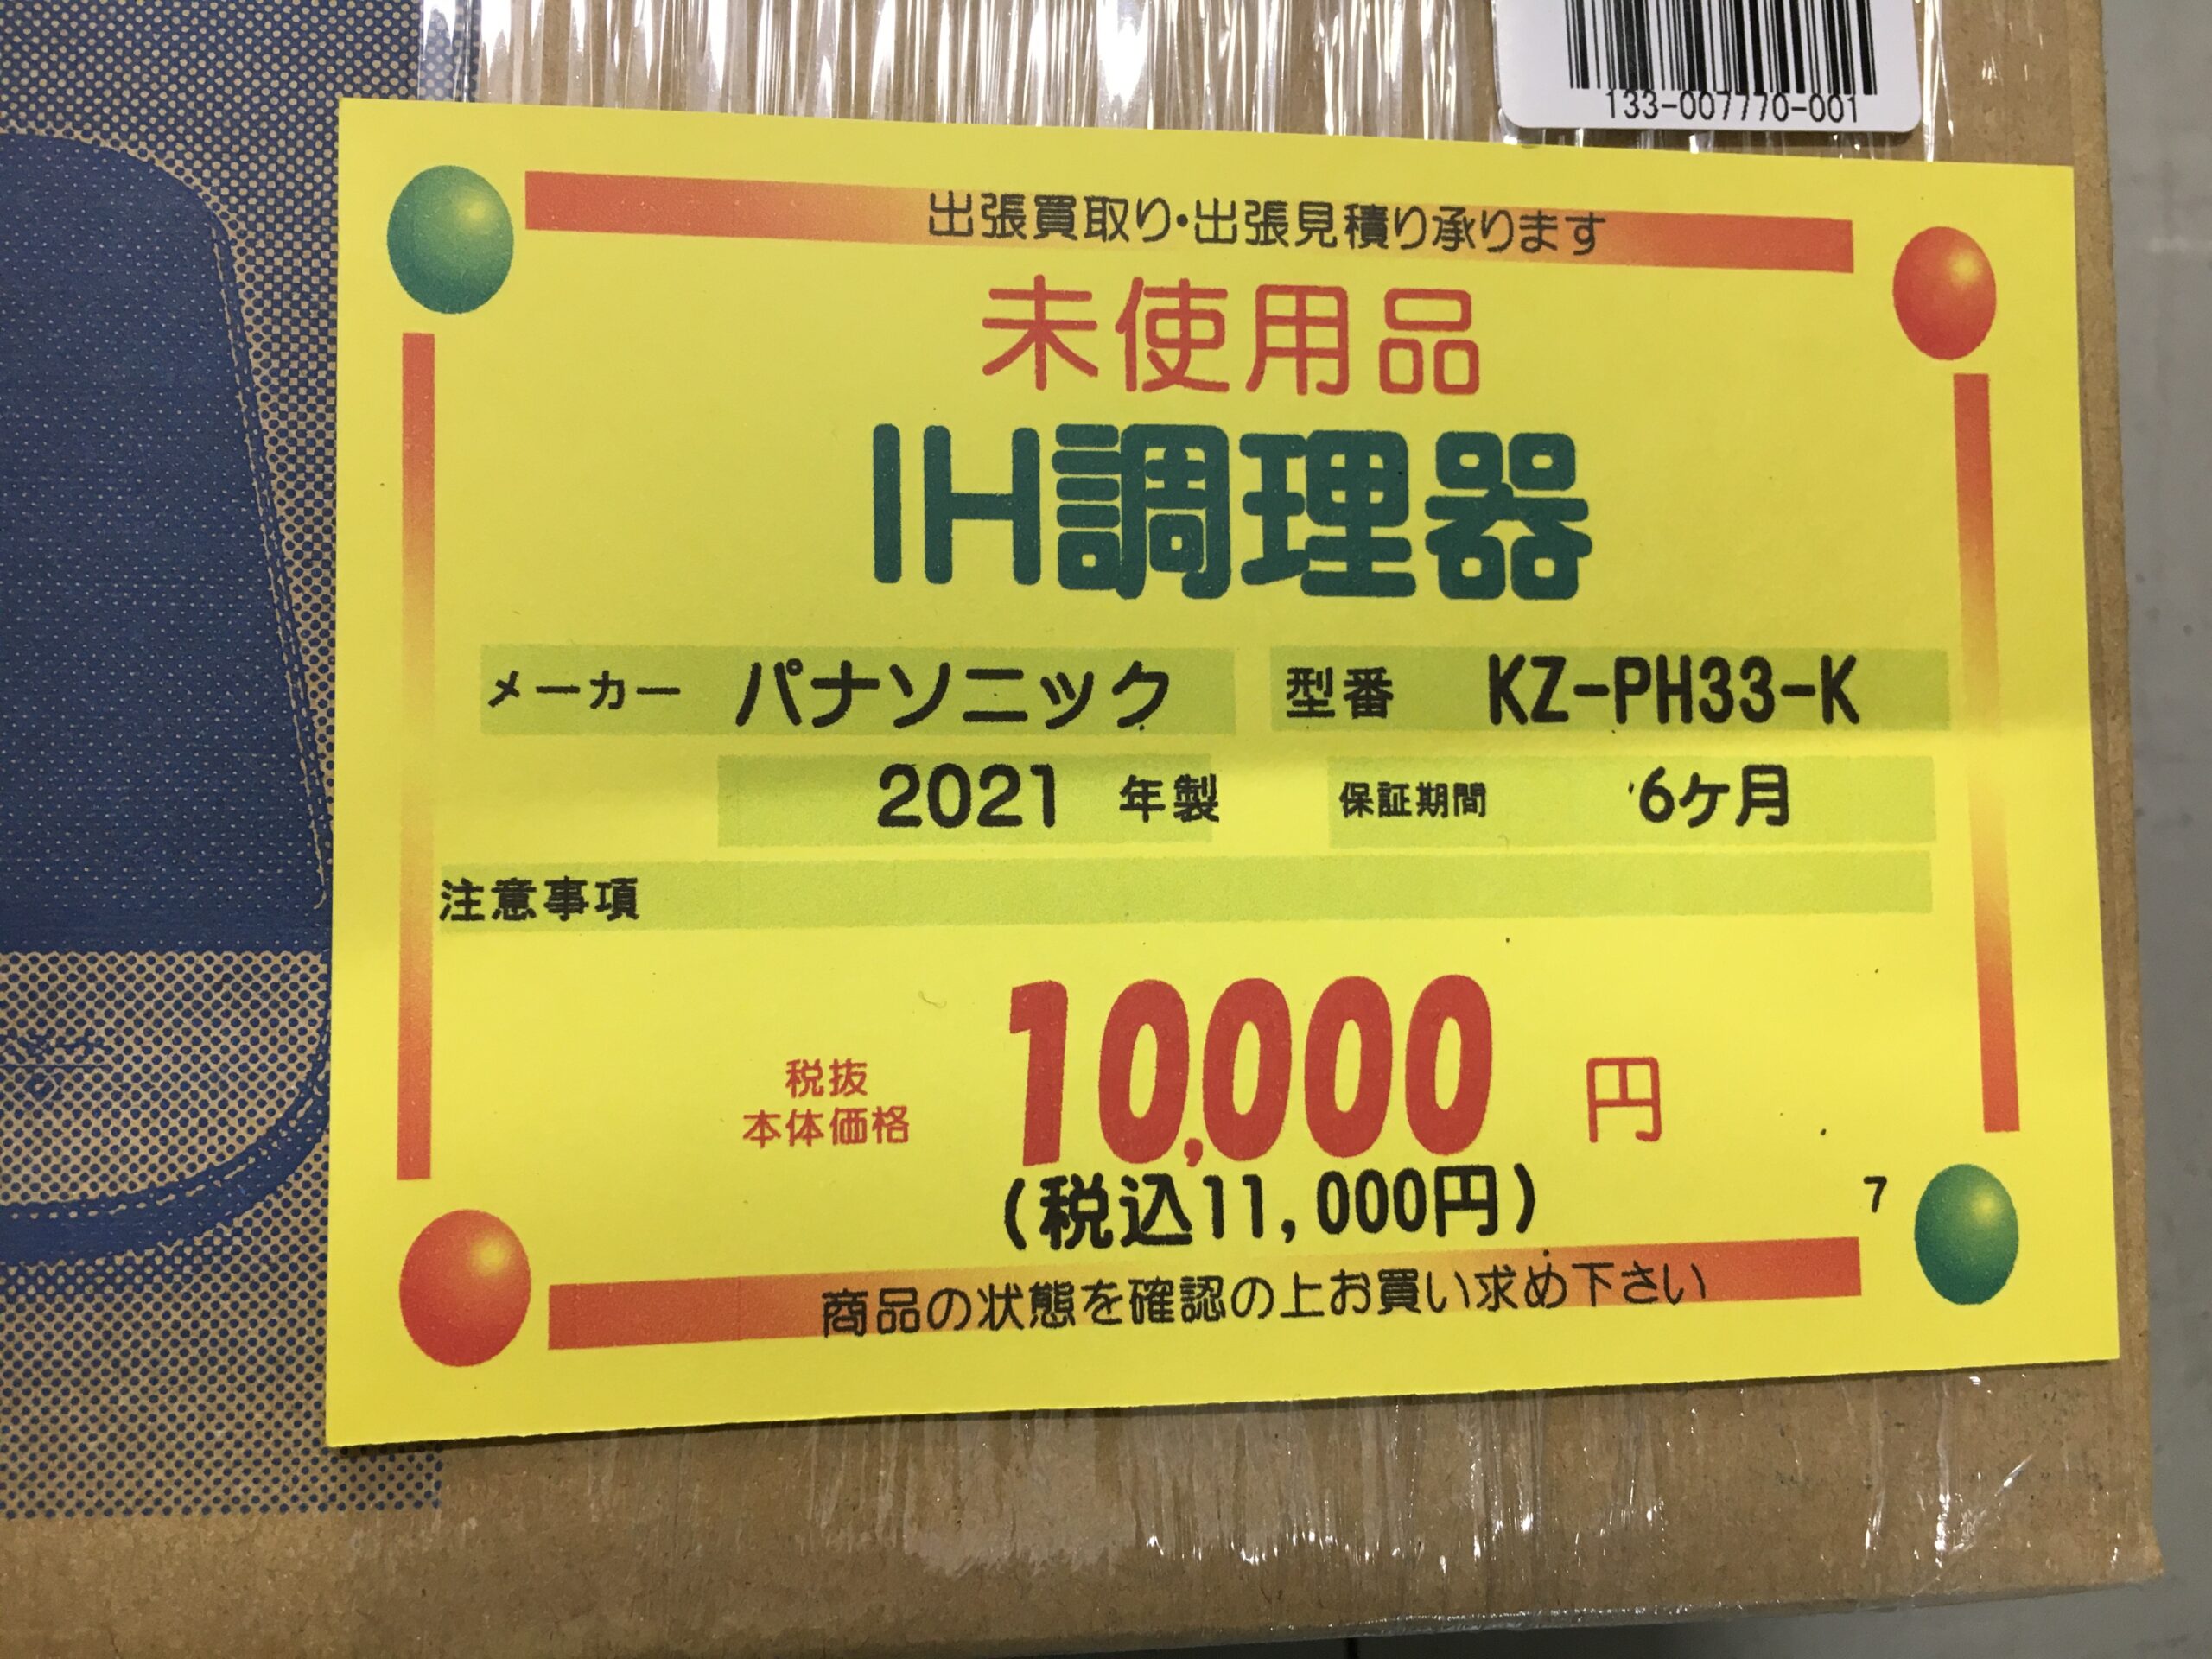 133-007770-001
出張買取り・出張見積り承ります
未使用品
IH調理器
メーカー パナソニック 型番 KZ-PH33-K
2021 年製 保証期間 6ケ月
注意事項
税抜
本体価格 10,000 円
(税込11,000円)
7
商品の状態を確認の上お買い求め下さい